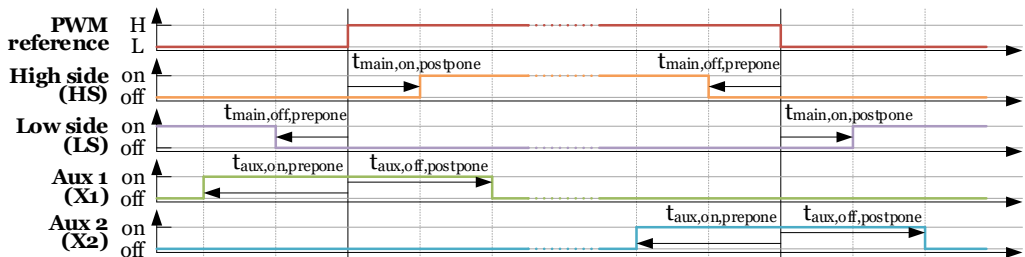 PWM reference
H
L
High side (HS)
on
off
tmain,on,postpone
tmain,off,prepone
Low side (LS)
on
off
tmain,off,prepone
tmain,on,postpone
Aux 1 (X1)
on
off
taux,on,prepone
taux,off,postpone
Aux 2 (X2)
on
off
taux,on,prepone
taux,off,postpone